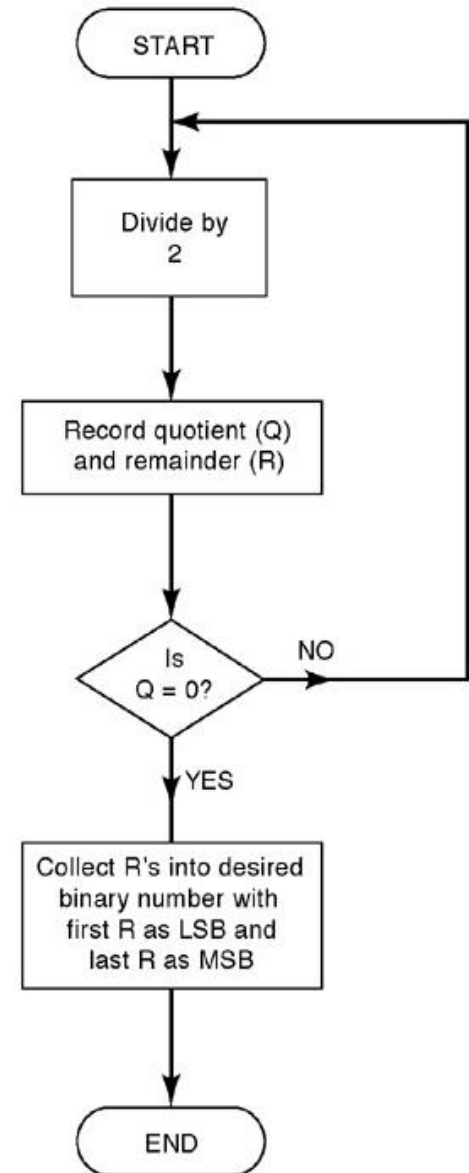 START
Divide by
2
Record quotient (Q)
and remainder (R)
Is
Q = 0?
NO
YES
Collect R's into desired
binary number with
first R as LSB and
last R as MSB
END